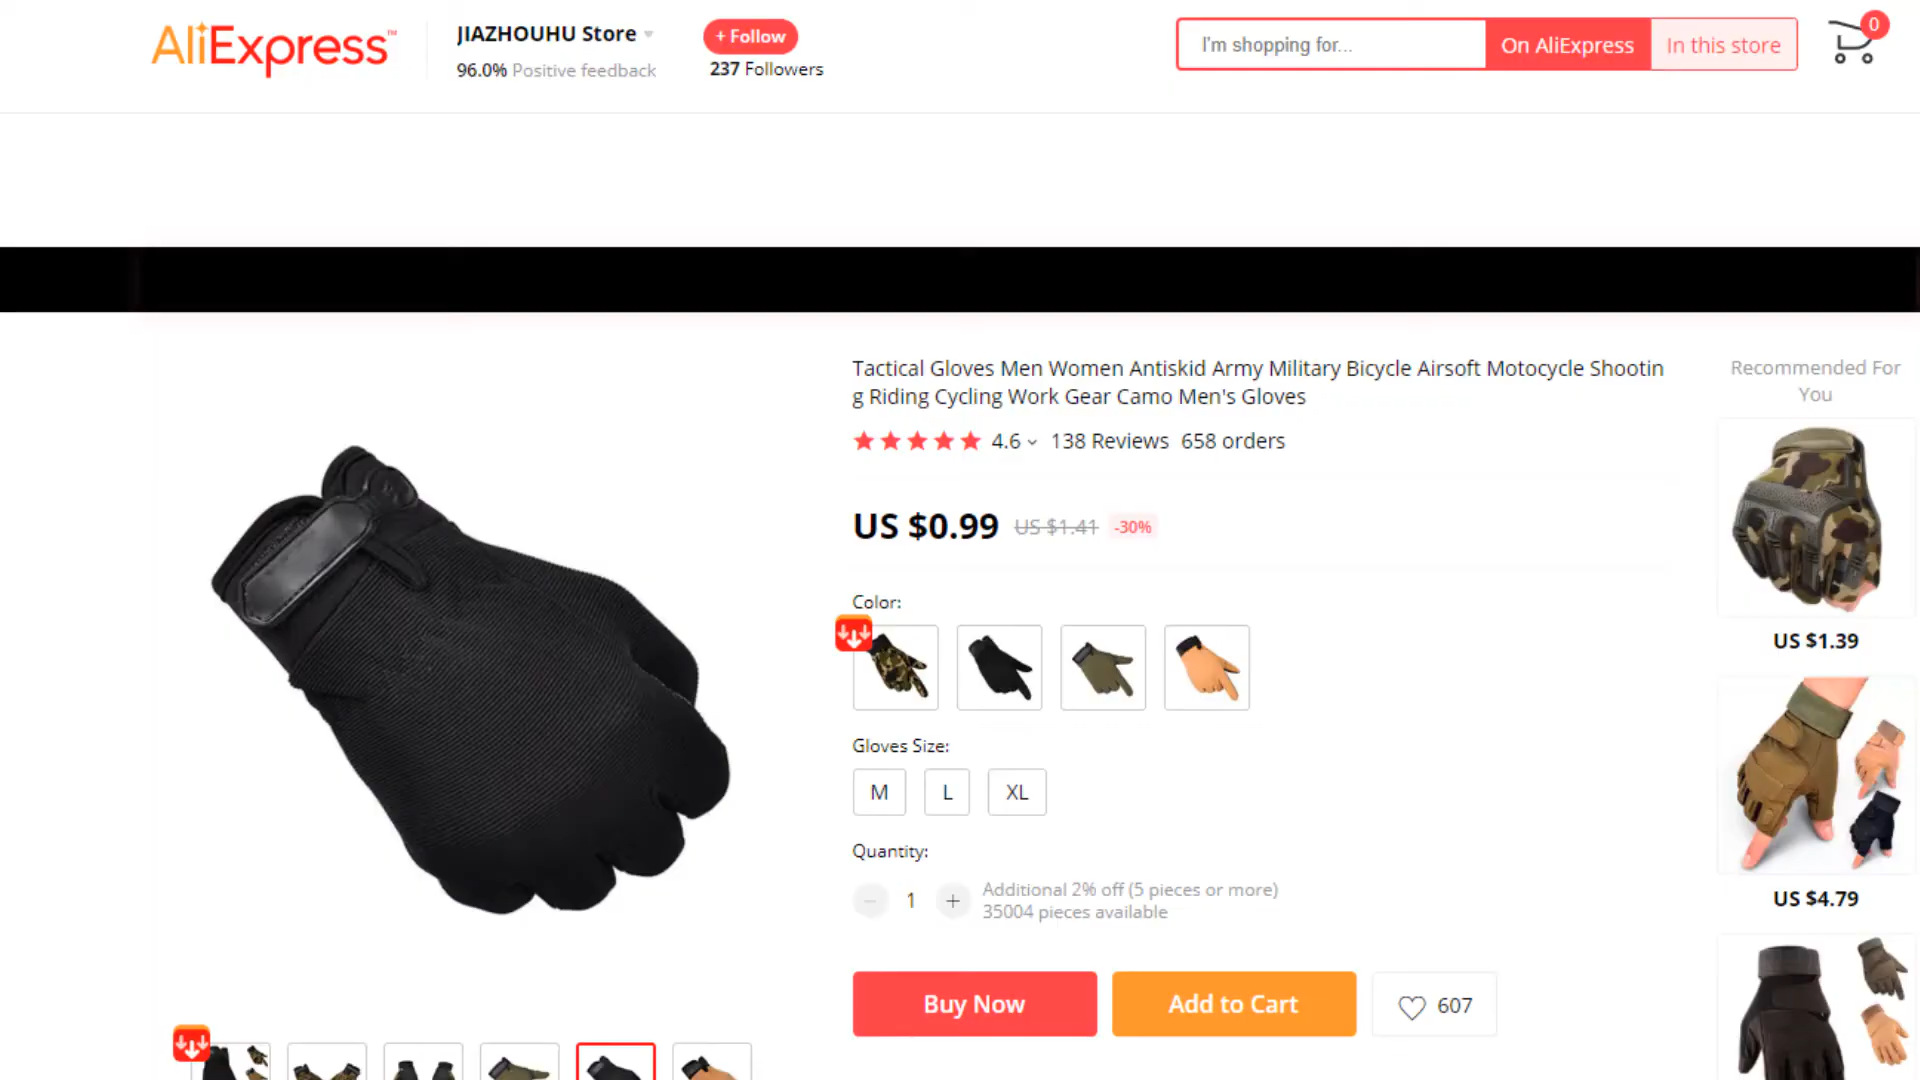 AliExpress™
JIAZHOUHU Store
96.0% Positive feedback
+ Follow
237 Followers
I'm shopping for...
On AliExpress
In this store
0
Tactical Gloves Men Women Antiskid Army Military Bicycle Airsoft Motocycle Shootin
g Riding Cycling Work Gear Camo Men's Gloves
4.6 138 Reviews 658 orders
US $0.99 US $1.41 -30%
Color:
Gloves Size:
M L XL
Quantity:
− 1 +
Additional 2% off (5 pieces or more)
35004 pieces available
Buy Now
Add to Cart
607
Recommended For
You
US $1.39
US $4.79